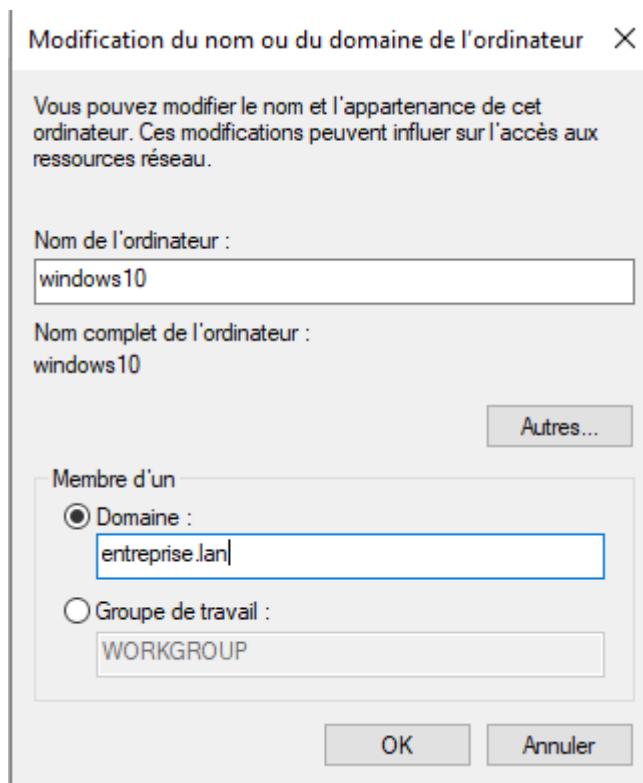 Modification du nom ou du domaine de l'ordinateur
Vous pouvez modifier le nom et l'appartenance de cet
ordinateur. Ces modifications peuvent influer sur l'accès aux
ressources réseau.
Nom de l'ordinateur :
windows10
Nom complet de l'ordinateur :
windows10
Autres...
Membre d'un
Domaine :
entreprise.lan
Groupe de travail :
WORKGROUP
OK
Annuler